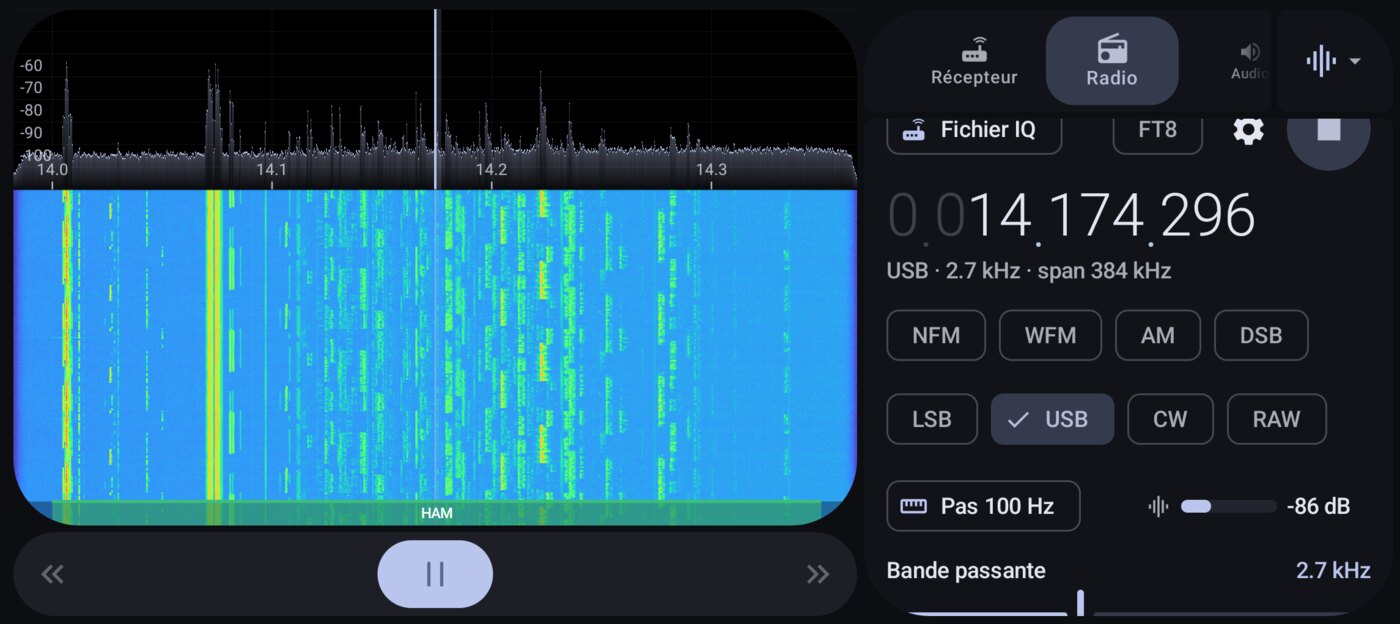 -60
-70
-80
-90
-100
14.0 14.1 14.2 14.3
HAM
Récepteur Radio Audio
Fichier IQ FT8
0.014.174.296
USB · 2.7 kHz · span 384 kHz
NFM WFM AM DSB
LSB USB CW RAW
Pas 100 Hz -86 dB
Bande passante 2.7 kHz